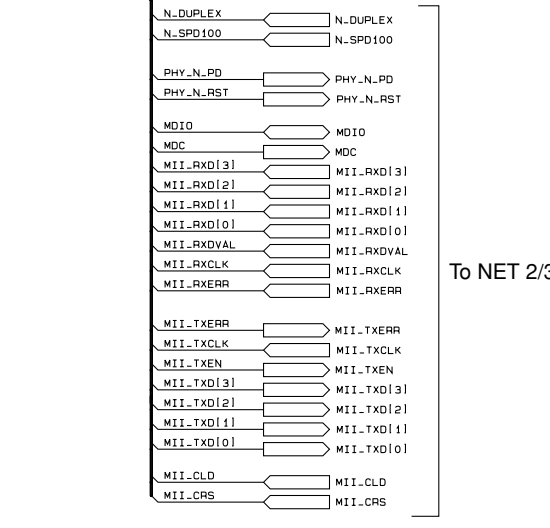 N_DUPLEX N_DUPLEX
N_SPD100 N_SPD100
PHY_N_PD PHY_N_PD
PHY_N_RST PHY_N_RST
MDIO MDIO
MDC MDC
MII_RXD[3] MII_RXD[3]
MII_RXD[2] MII_RXD[2]
MII_RXD[1] MII_RXD[1]
MII_RXD[0] MII_RXD[0]
MII_RXDVAL MII_RXDVAL
MII_RXCLK MII_RXCLK
To NET 2/3
MII_RXERR MII_RXERR
MII_TXERR MII_TXERR
MII_TXCLK MII_TXCLK
MII_TXEN MII_TXEN
MII_TXD[3] MII_TXD[3]
MII_TXD[2] MII_TXD[2]
MII_TXD[1] MII_TXD[1]
MII_TXD[0] MII_TXD[0]
MII_CLD MII_CLD
MII_CRS MII_CRS